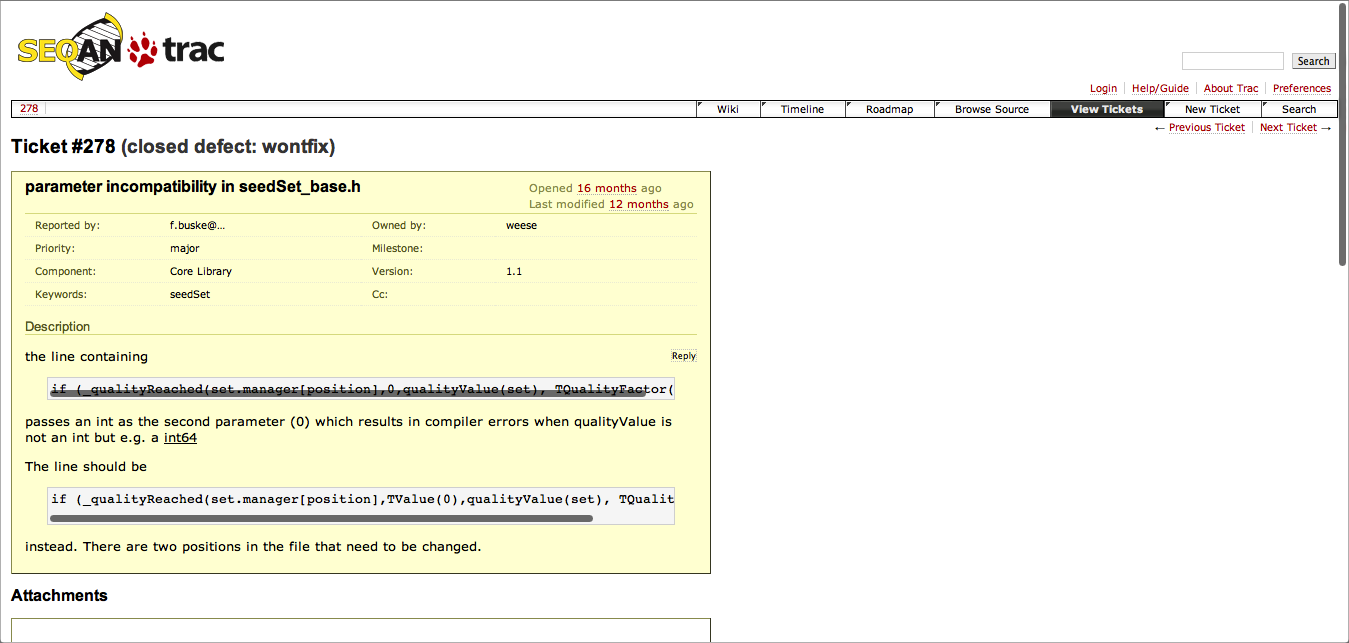 SEQAN trac
Search
Login Help/Guide About Trac Preferences
278 Wiki Timeline Roadmap Browse Source View Tickets New Ticket Search
← Previous Ticket Next Ticket →
Ticket #278 (closed defect: wontfix)
parameter incompatibility in seedSet_base.h
Opened 16 months ago
Last modified 12 months ago
Reported by: f.buske@... Owned by: weese
Priority: major Milestone:
Component: Core Library Version: 1.1
Keywords: seedSet Cc:
Description
the line containing Reply
if (_qualityReached(set.manager[position],0,qualityValue(set), TQualityFactor(
passes an int as the second parameter (0) which results in compiler errors when qualityValue is
not an int but e.g. a int64
The line should be
if (_qualityReached(set.manager[position],TValue(0),qualityValue(set), TQualit
instead. There are two positions in the file that need to be changed.
Attachments